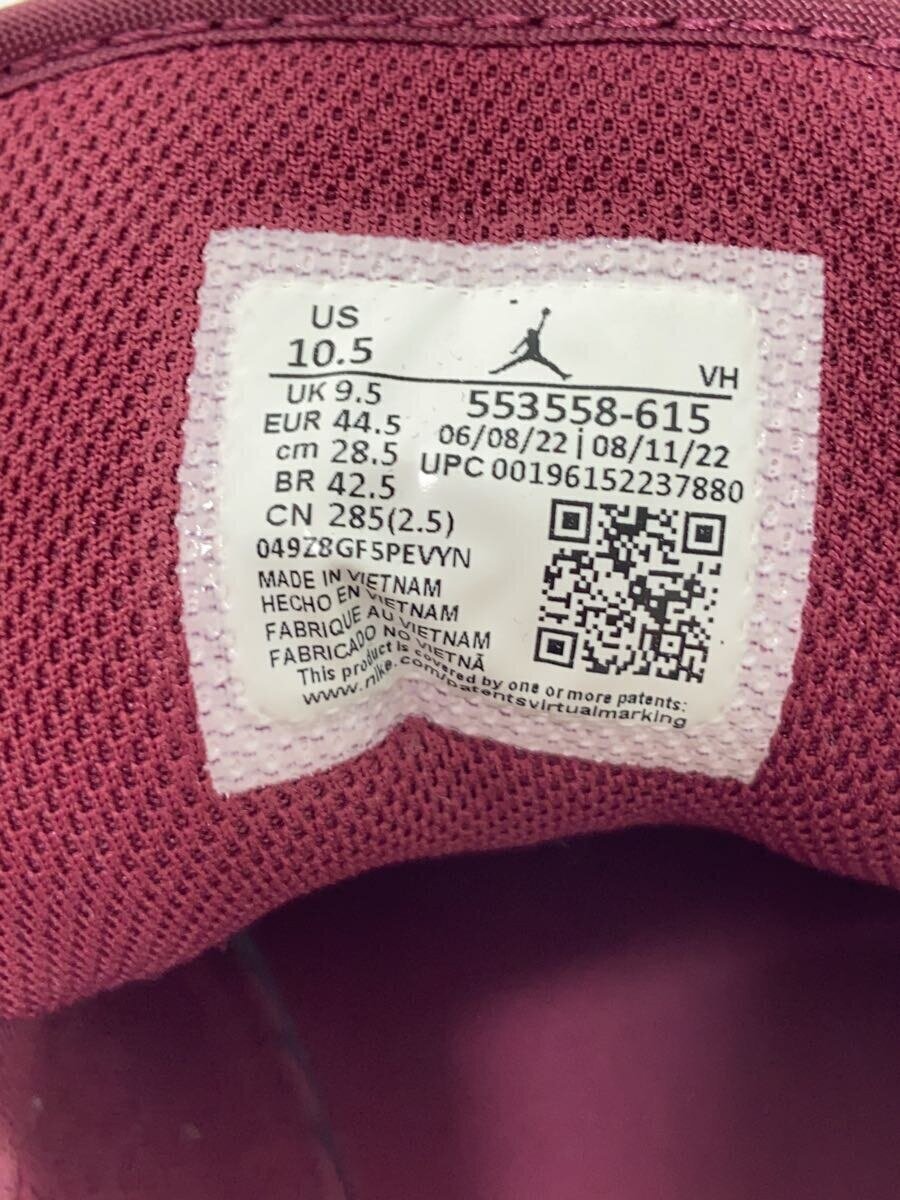 US
10.5
VH
UK 9.5
EUR 44.5
cm 28.5
BR 42.5
CN 285(2.5)
553558-615
06/08/22 | 08/11/22
UPC 00196152237880
049Z8GF5PEVYN
MADE IN VIETNAM
HECHO EN VIETNAM
FABRIQUE AU VIETNAM
FABRICADO NO VIETNÃ
This product is covered by one or more patents:
www.nike.com/patentsvirtualmarking